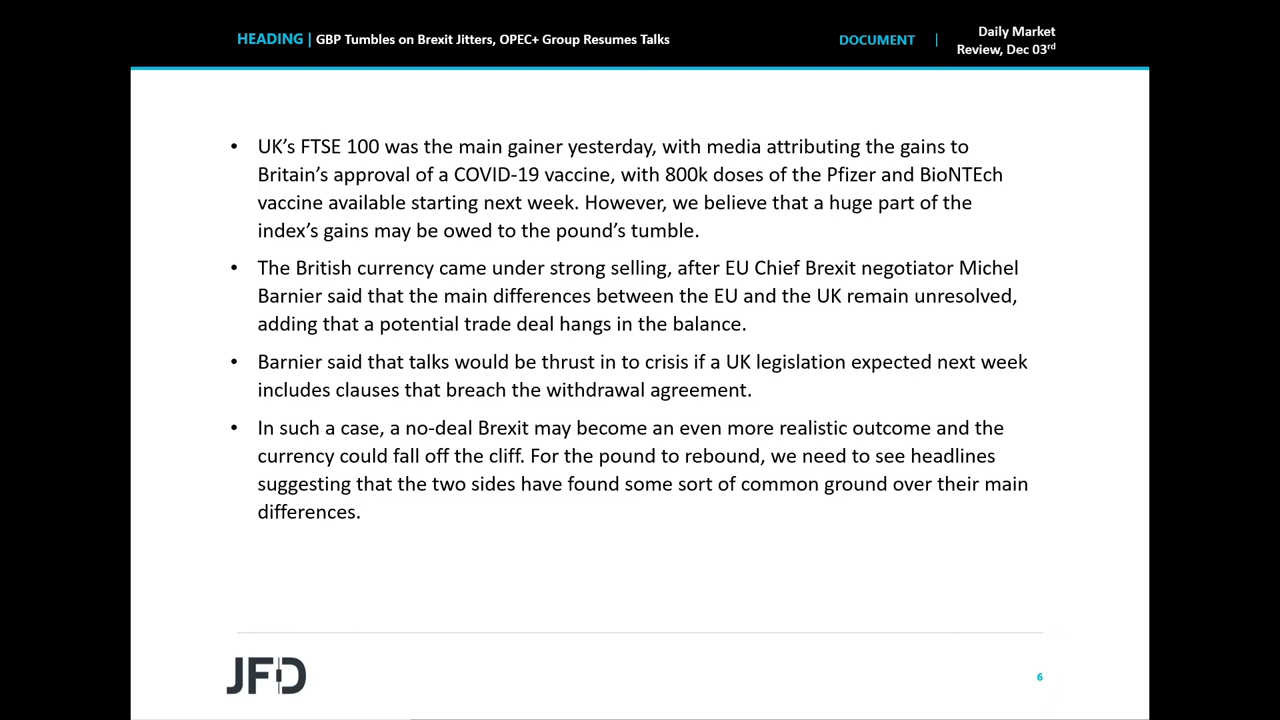 HEADING | GBP Tumbles on Brexit Jitters, OPEC+ Group Resumes Talks
DOCUMENT |
Daily Market
Review, Dec 03rd
• UK’s FTSE 100 was the main gainer yesterday, with media attributing the gains to
Britain’s approval of a COVID-19 vaccine, with 800k doses of the Pfizer and BioNTEch
vaccine available starting next week. However, we believe that a huge part of the
index’s gains may be owed to the pound’s tumble.
• The British currency came under strong selling, after EU Chief Brexit negotiator Michel
Barnier said that the main differences between the EU and the UK remain unresolved,
adding that a potential trade deal hangs in the balance.
• Barnier said that talks would be thrust in to crisis if a UK legislation expected next week
includes clauses that breach the withdrawal agreement.
• In such a case, a no-deal Brexit may become an even more realistic outcome and the
currency could fall off the cliff. For the pound to rebound, we need to see headlines
suggesting that the two sides have found some sort of common ground over their main
differences.
JFD
6